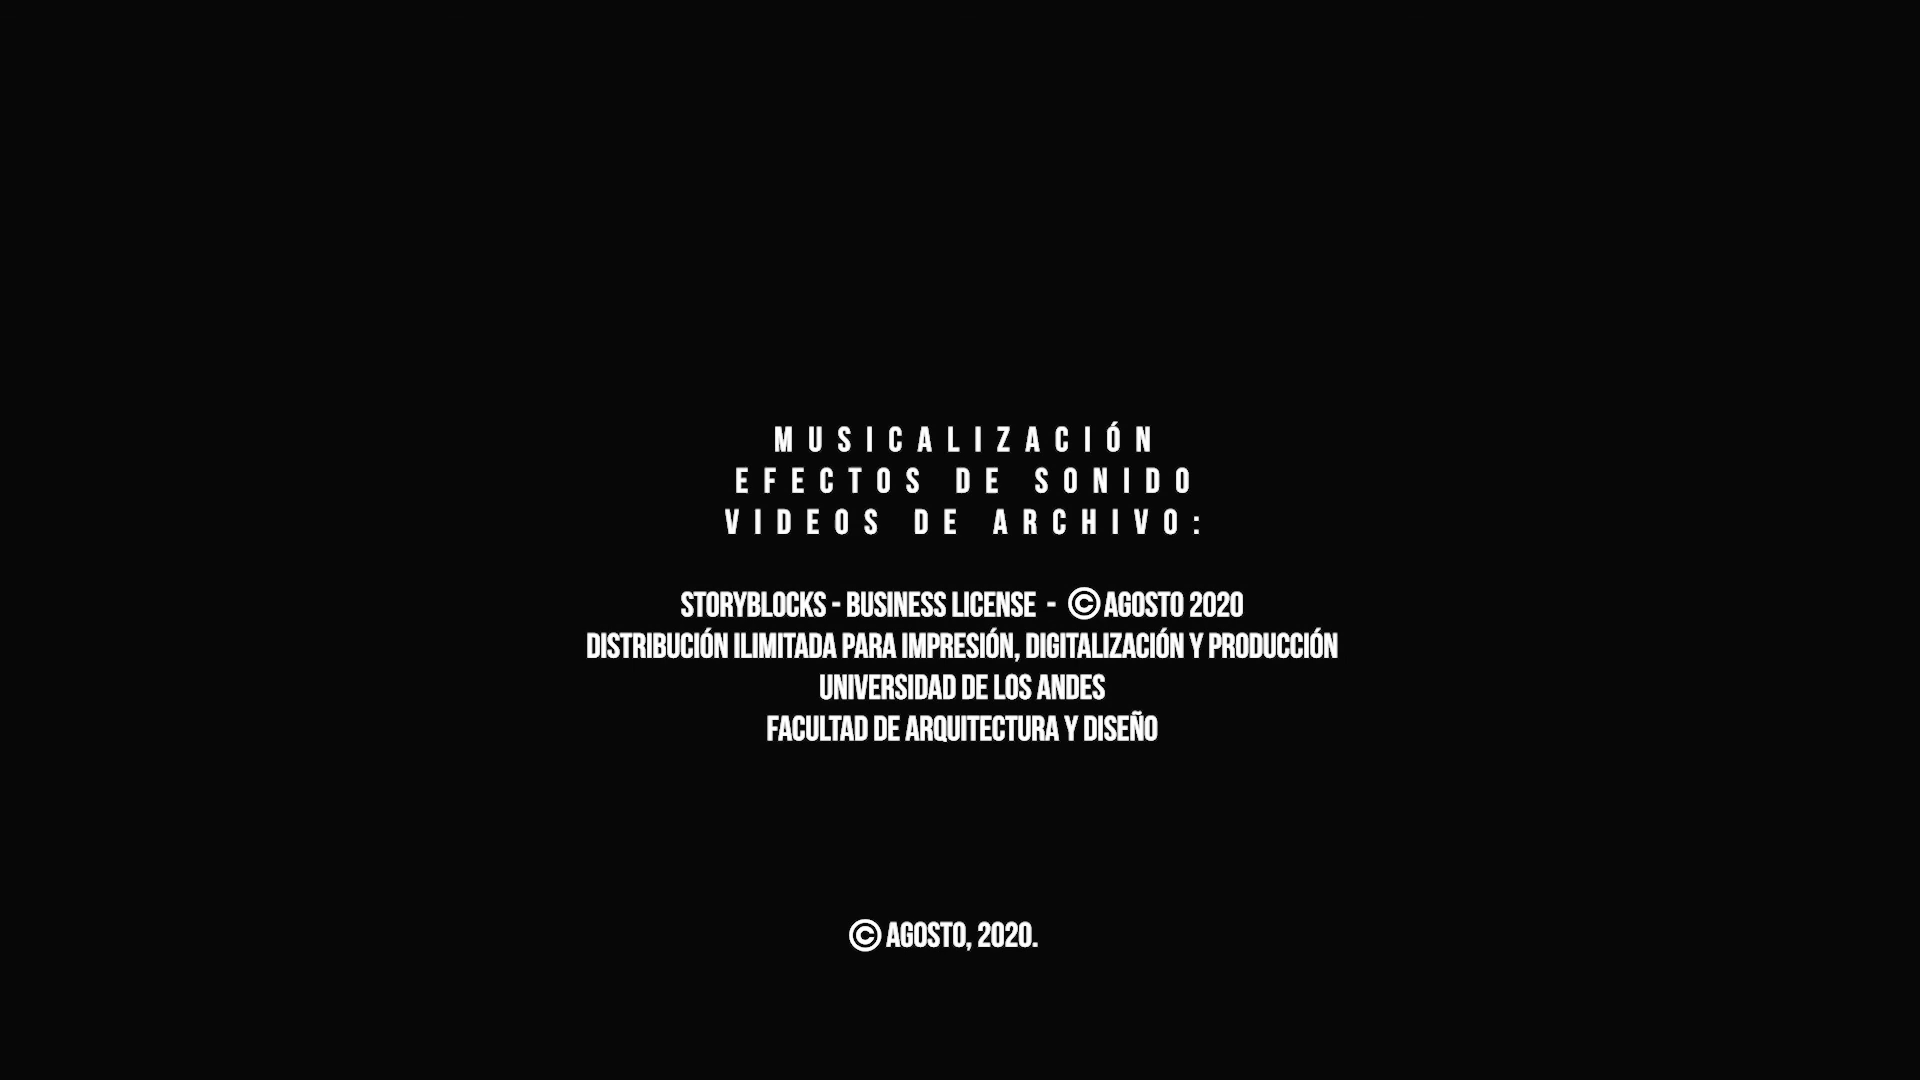 MUSICALIZACIÓN
EFECTOS DE SONIDO
VIDEOS DE ARCHIVO:
STORYBLOCKS - BUSINESS LICENSE - © AGOSTO 2020
DISTRIBUCIÓN ILIMITADA PARA IMPRESIÓN, DIGITALIZACIÓN Y PRODUCCIÓN
UNIVERSIDAD DE LOS ANDES
FACULTAD DE ARQUITECTURA Y DISEÑO
© AGOSTO, 2020.